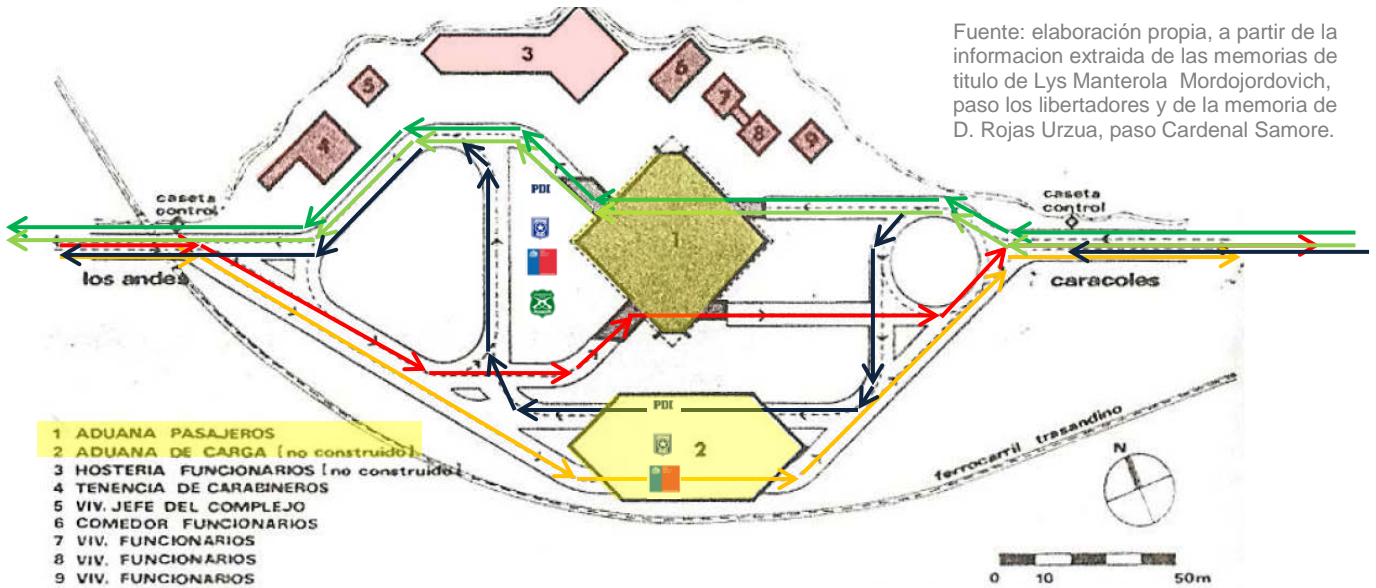 Fuente: elaboración propia, a partir de la
informacion extraida de las memorias de
titulo de Lys Manterola Mordojordovich,
paso los libertadores y de la memoria de
D. Rojas Urzua, paso Cardenal Samore.
3
6
5
7
8
9
4
caseta
control
caseta
control
PDI
1
los andes
caracoles
PDI
2
ferrocarril trasandino
N
1 ADUANA PASAJEROS
2 ADUANA DE CARGA [no construido]
3 HOSTERIA FUNCIONARIOS [no construido]
4 TENENCIA DE CARABINEROS
5 VIV. JEFE DEL COMPLEJO
6 COMEDOR FUNCIONARIOS
7 VIV. FUNCIONARIOS
8 VIV. FUNCIONARIOS
9 VIV. FUNCIONARIOS
0 10 50m